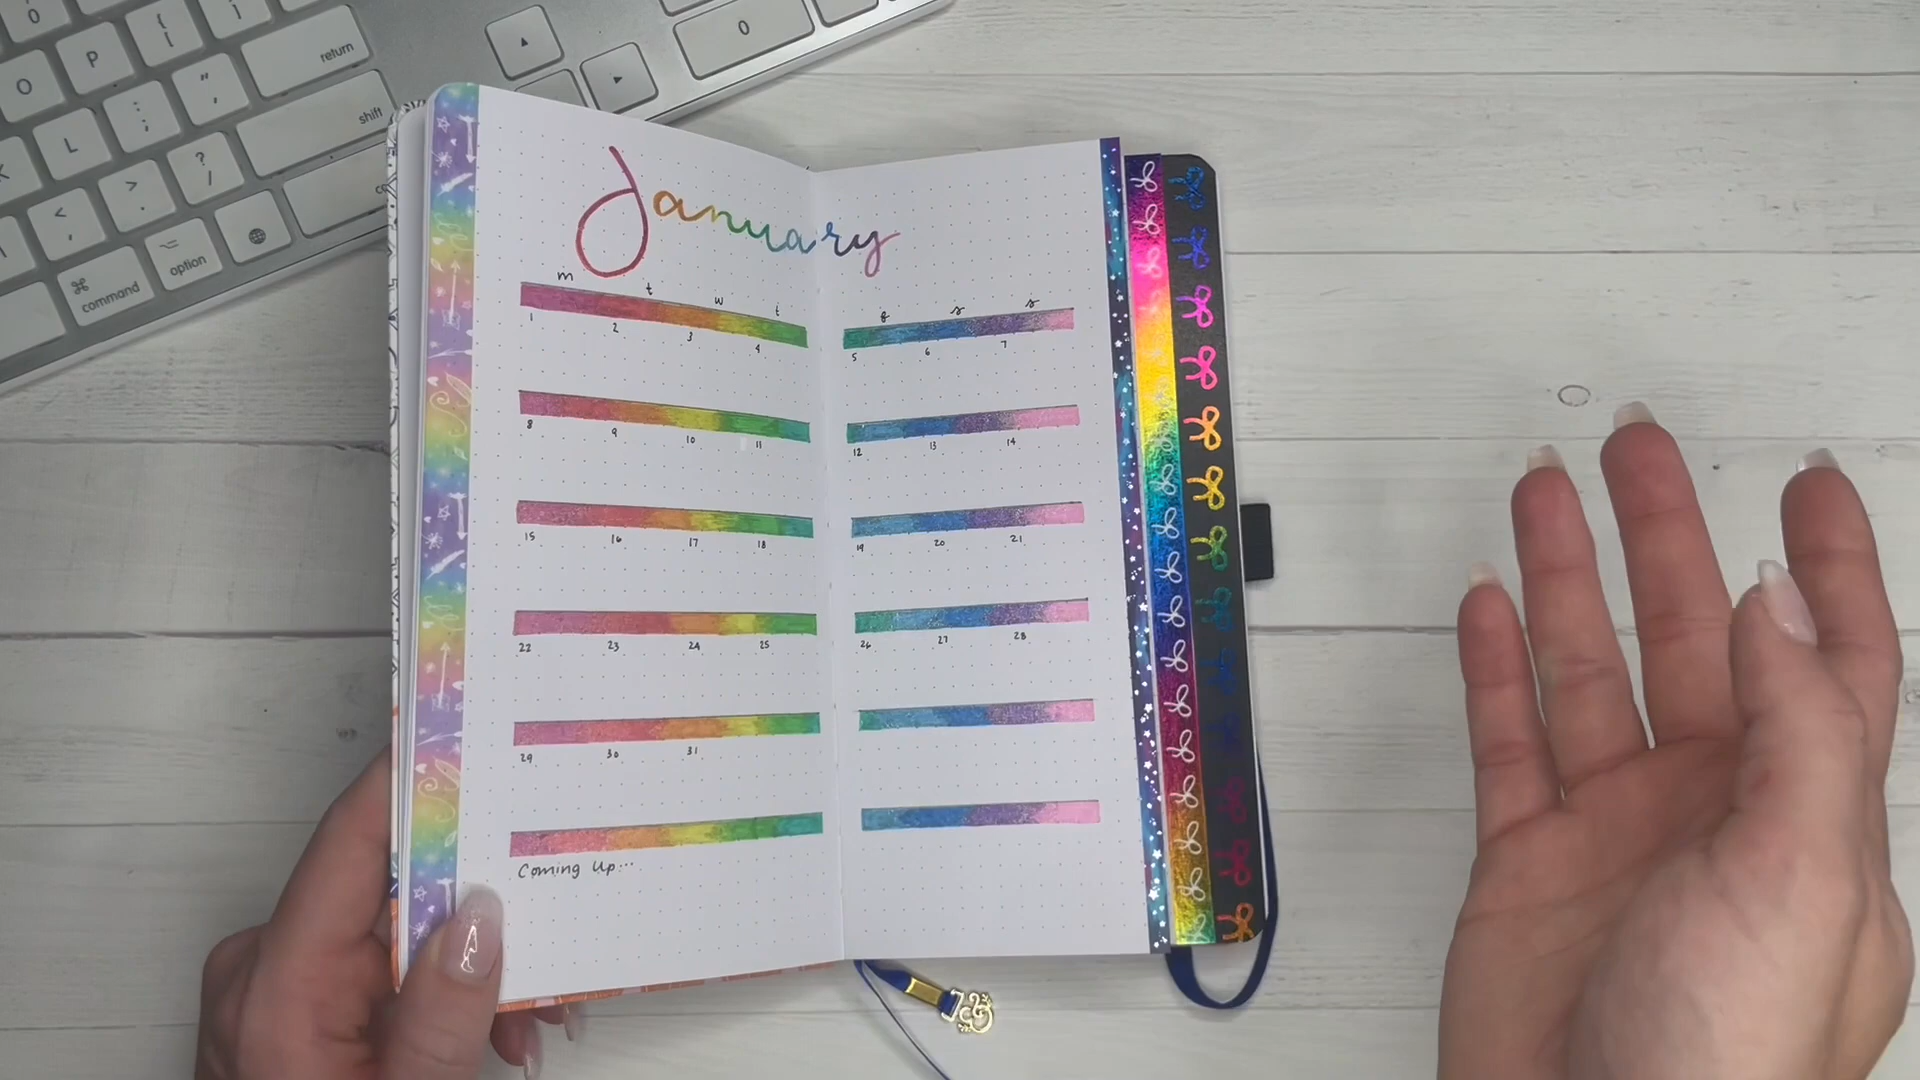 O P { [ } ] return
0
L : ; " ' shift
< , > . ? /
command option
January
m t w t f s s
1 2 3 4 5 6 7
8 9 10 11 12 13 14
15 16 17 18 19 20 21
22 23 24 25 26 27 28
29 30 31
Coming Up...